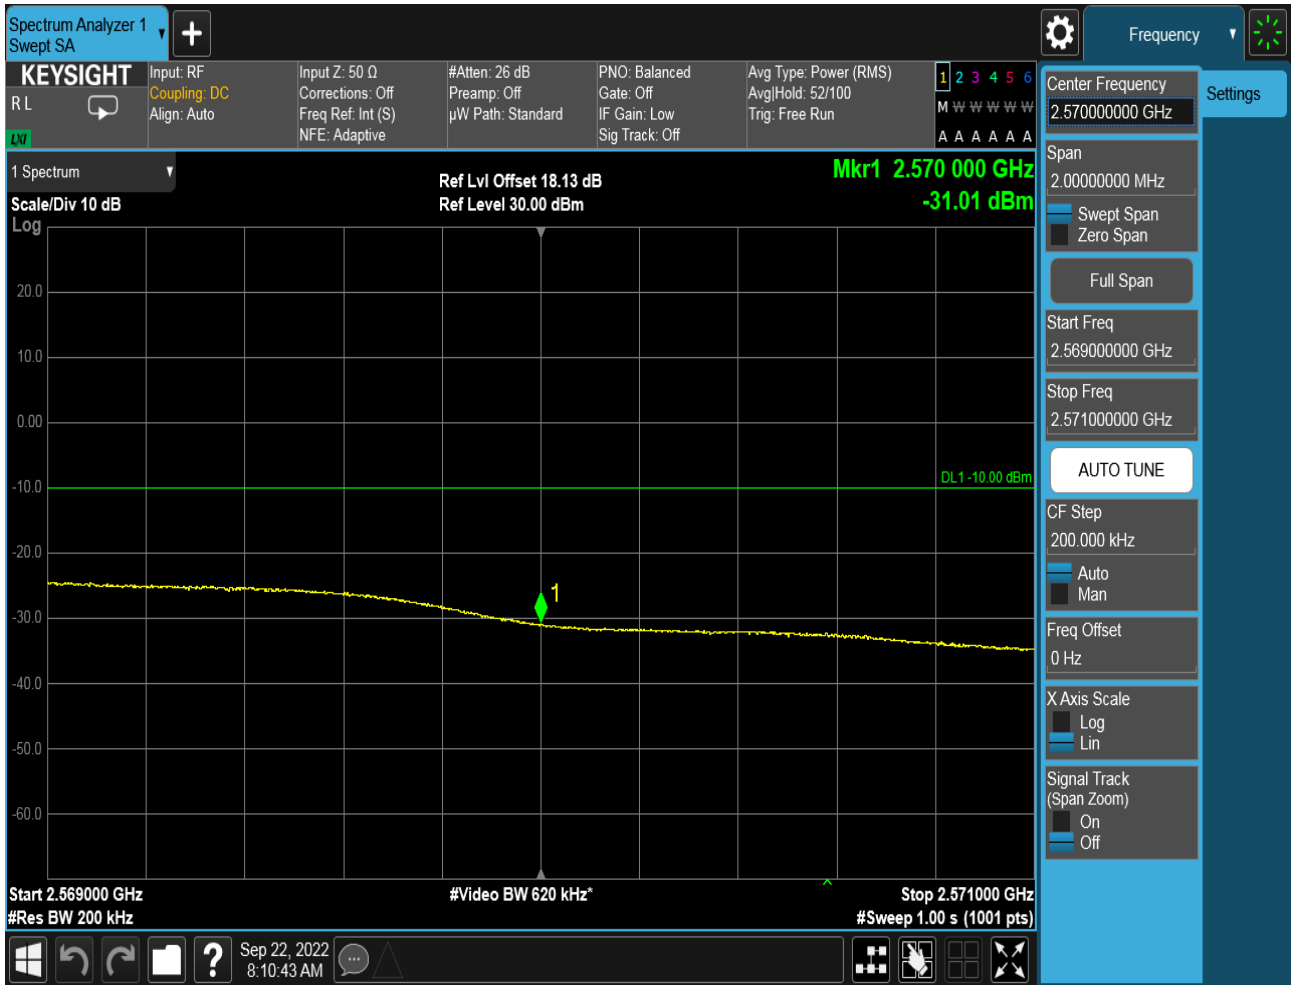 Spectrum Analyzer 1
Swept SA
+
Frequency
KEYSIGHT
R L
LXI
Input: RF
Coupling: DC
Align: Auto
Input Z: 50 Ω
Corrections: Off
Freq Ref: Int (S)
NFE: Adaptive
#Atten: 26 dB
Preamp: Off
µW Path: Standard
PNO: Balanced
Gate: Off
IF Gain: Low
Sig Track: Off
Avg Type: Power (RMS)
Avg|Hold: 52/100
Trig: Free Run
1 2 3 4 5 6
M W W W W W
A A A A A A
1 Spectrum
Scale/Div 10 dB
Log
Ref Lvl Offset 18.13 dB
Ref Level 30.00 dBm
Mkr1 2.570 000 GHz
-31.01 dBm
20.0
10.0
0.00
-10.0
-20.0
-30.0
-40.0
-50.0
-60.0
DL1 -10.00 dBm
1
Start 2.569000 GHz
#Res BW 200 kHz
#Video BW 620 kHz*
Stop 2.571000 GHz
#Sweep 1.00 s (1001 pts)
Center Frequency
2.570000000 GHz
Settings
Span
2.00000000 MHz
Swept Span
Zero Span
Full Span
Start Freq
2.569000000 GHz
Stop Freq
2.571000000 GHz
AUTO TUNE
CF Step
200.000 kHz
Auto
Man
Freq Offset
0 Hz
X Axis Scale
Log
Lin
Signal Track
(Span Zoom)
On
Off
?
Sep 22, 2022
8:10:43 AM